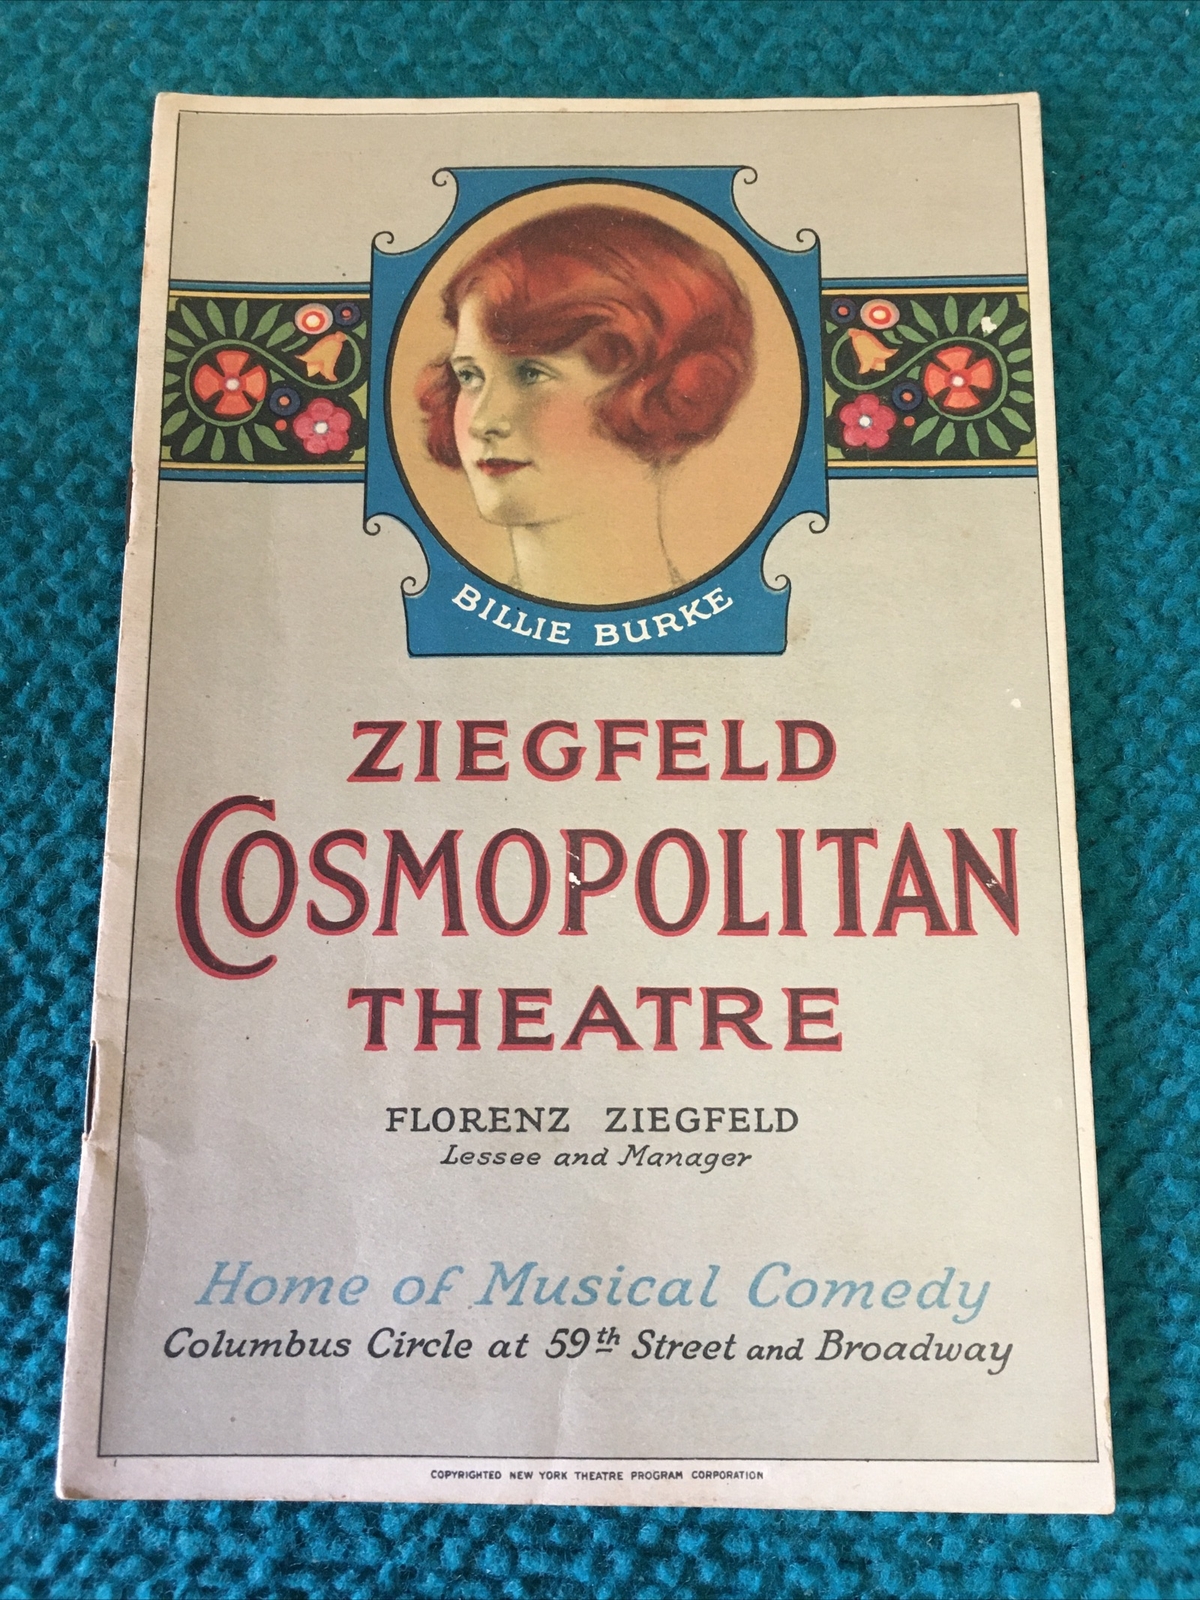 BILLIE BURKE
ZIEGFELD
COSMOPOLITAN
THEATRE
FLORENZ ZIEGFELD
Lessee and Manager
Home of Musical Comedy
Columbus Circle at 59th Street and Broadway
COPYRIGHTED NEW YORK THEATRE PROGRAM CORPORATION